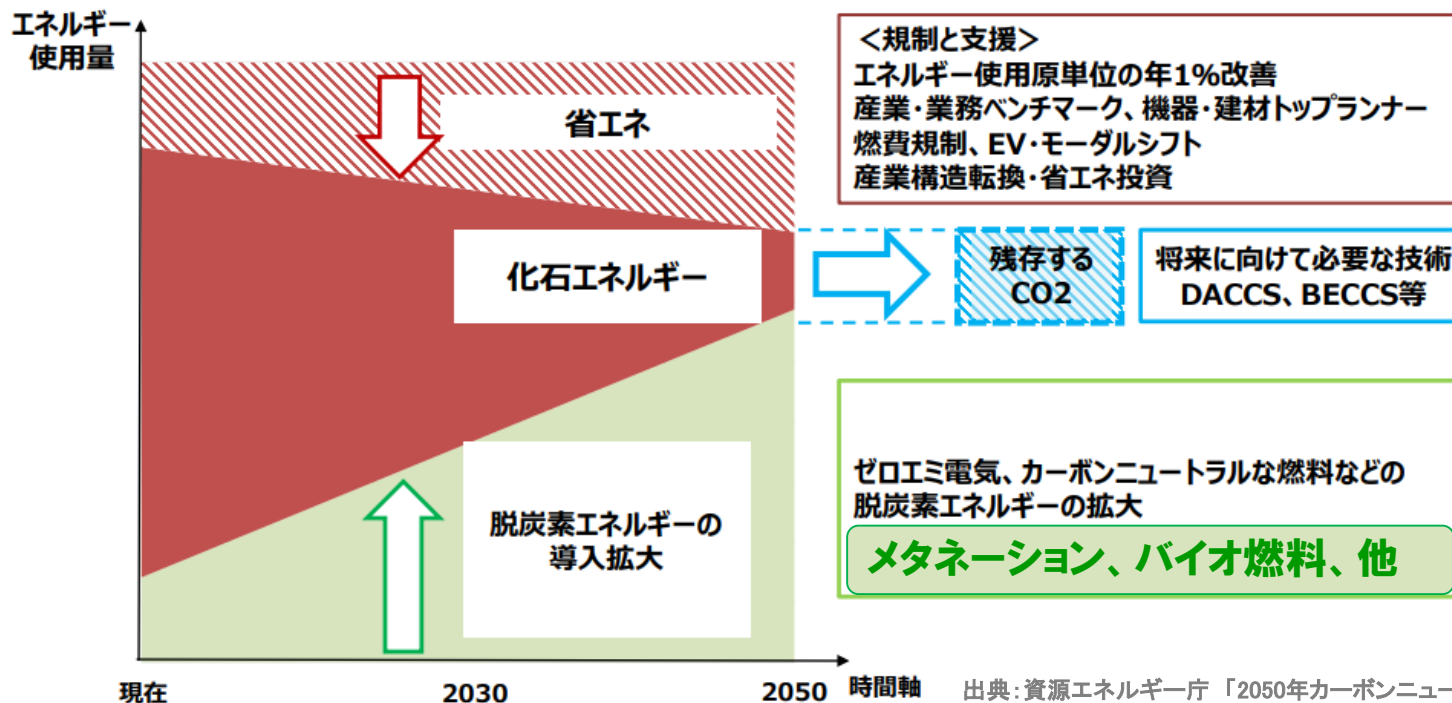 エネルギー
使用量
省エネ
化石エネルギー
脱炭素エネルギーの
導入拡大
現在
2030
2050
時間軸
<規制と支援>
エネルギー使用原単位の年1%改善
産業・業務ベンチマーク、機器・建材トップランナー
燃費規制、EV・モーダルシフト
産業構造転換・省エネ投資
残存する
CO2
将来に向けて必要な技術
DACCS、BECCS等
ゼロエミ電気、カーボンニュートラルな燃料などの
脱炭素エネルギーの拡大
メタネーション、バイオ燃料、他
出典:資源エネルギー庁 「2050年カーボンニュー